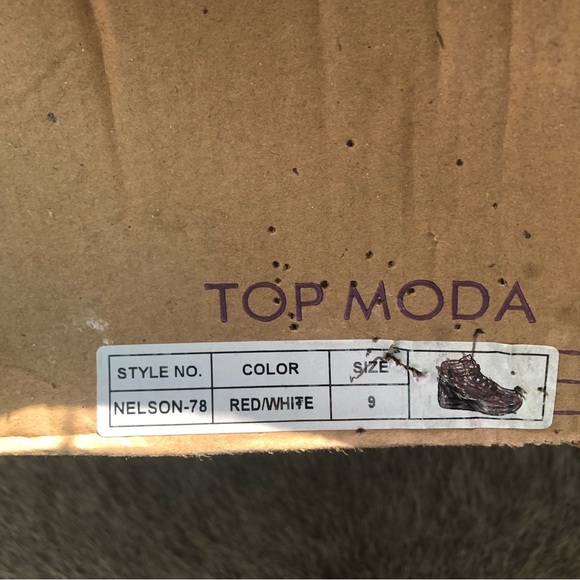 TOP MODA
STYLE NO. COLOR SIZE
NELSON-78 RED/WHITE 9